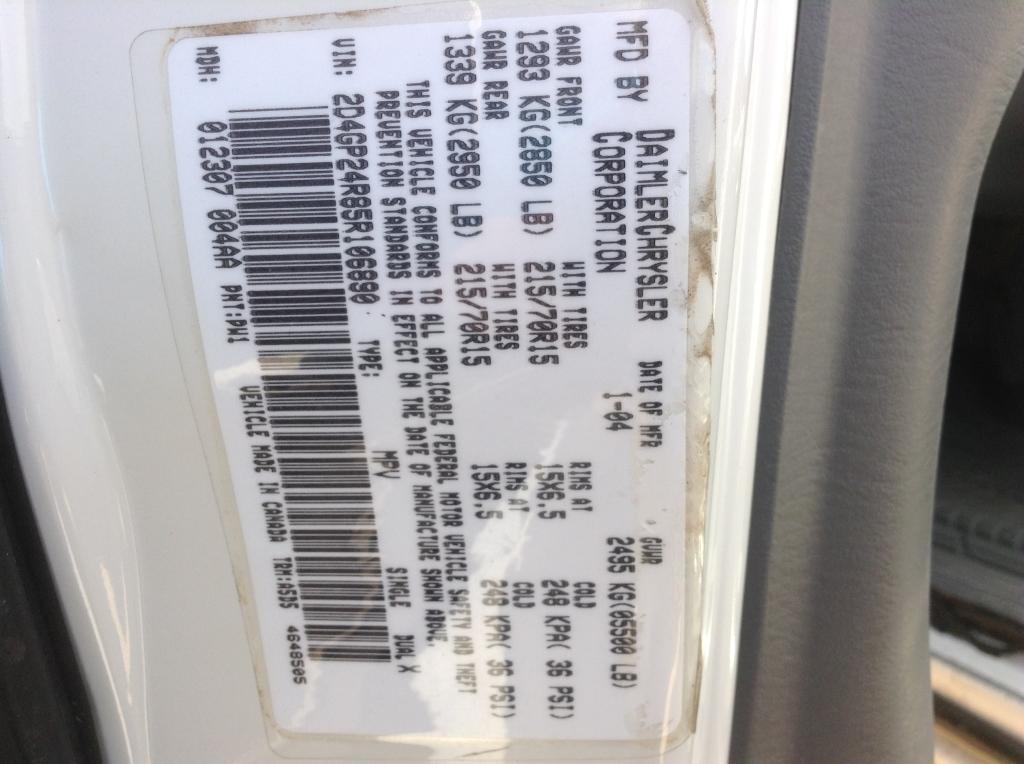 MFD BY DAIMLERCHRYSLER CORPORATION DATE OF MFR 1-04 GVWR 2495 KG(05500 LB)
GAWR FRONT WITH TIRES RIMS AT COLD
1293 KG(2850 LB) 215/70R15 15X6.5 248 KPA( 36 PSI)
GAWR REAR WITH TIRES RIMS AT COLD
1339 KG(2950 LB) 215/70R15 15X6.5 248 KPA( 36 PSI)
THIS VEHICLE CONFORMS TO ALL APPLICABLE FEDERAL MOTOR VEHICLE SAFETY AND THEFT
PREVENTION STANDARDS IN EFFECT ON THE DATE OF MANUFACTURE SHOWN ABOVE
VIN: 2D4GP24R85R106890 TYPE: MPV SINGLE DUAL X
MDH: 012307 004AA PNT:PW1 VEHICLE MADE IN CANADA TRM:A5D5 4648505